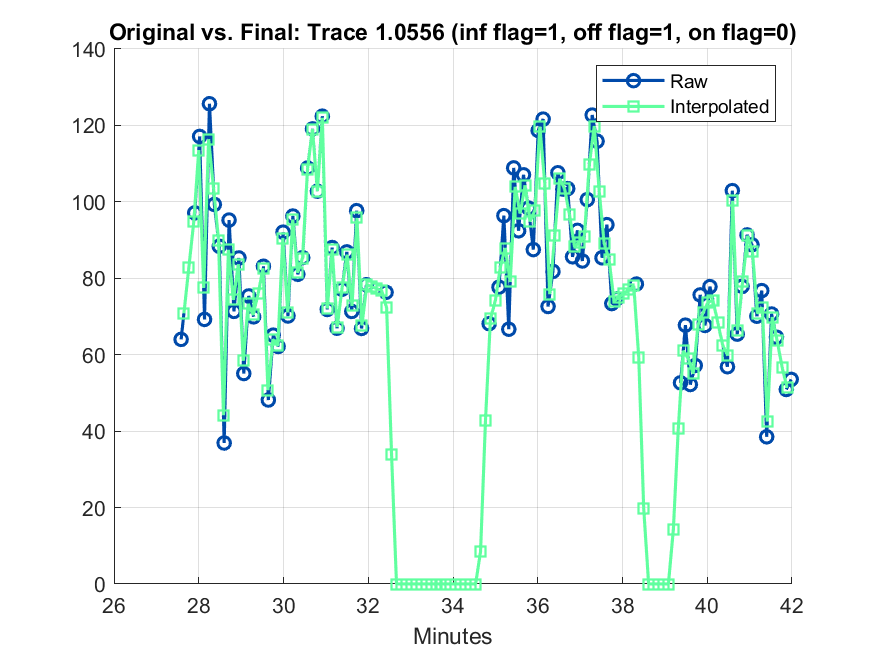 Original vs. Final: Trace 1.0556 (inf flag=1, off flag=1, on flag=0)
140
120
100
80
60
40
20
0
Raw
Interpolated
26 28 30 32 34 36 38 40 42
Minutes